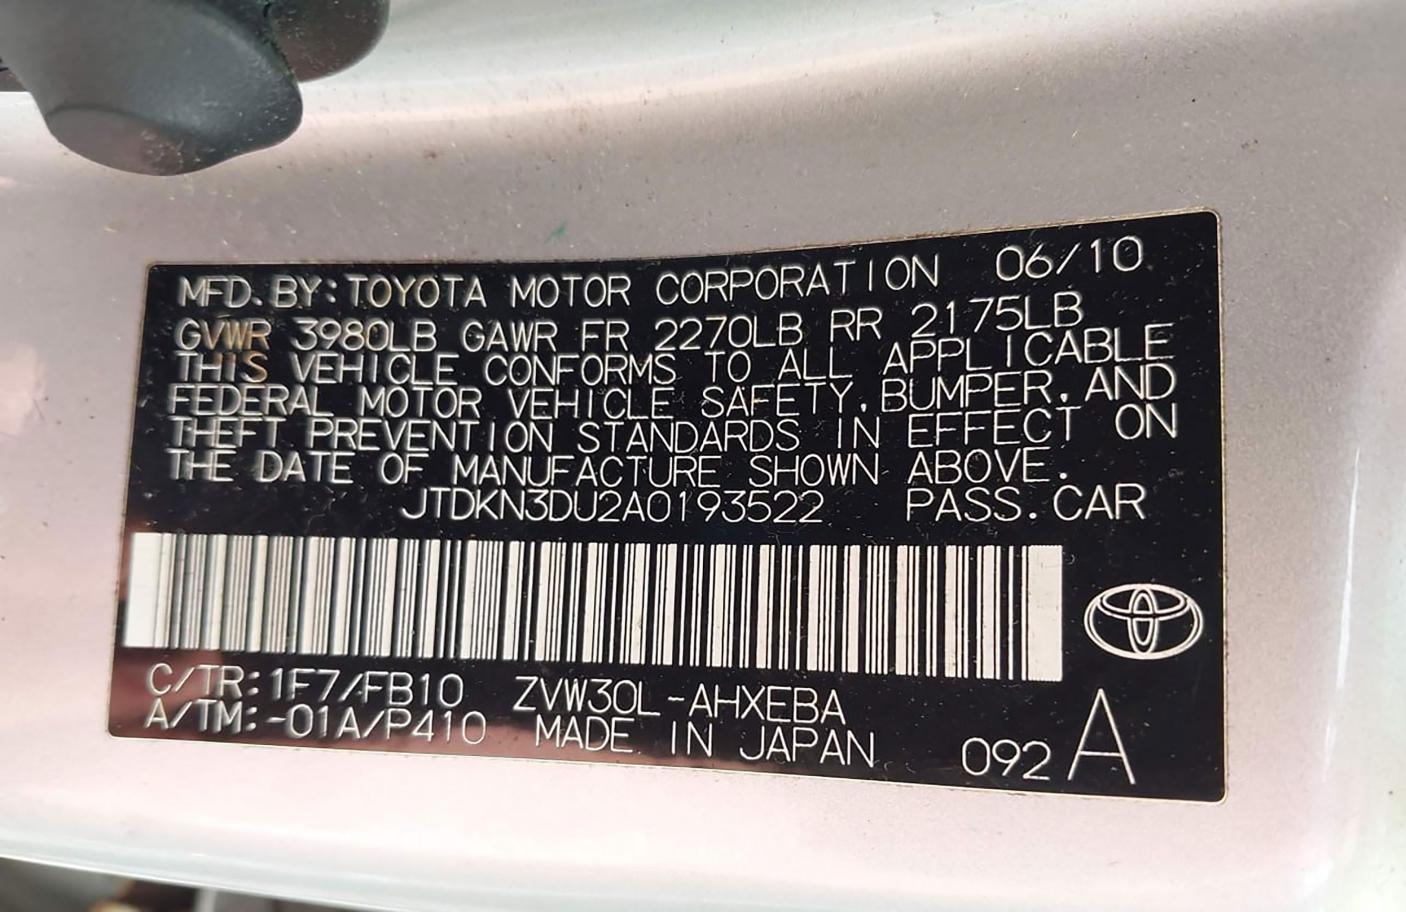 MFD.BY:TOYOTA MOTOR CORPORATION 06/10
GVWR 3980LB GAWR FR 2270LB RR 2175LB
THIS VEHICLE CONFORMS TO ALL APPLICABLE
FEDERAL MOTOR VEHICLE SAFETY,BUMPER,AND
THEFT PREVENTION STANDARDS IN EFFECT ON
THE DATE OF MANUFACTURE SHOWN ABOVE.
JTDKN3DU2A0193522 PASS.CAR
C/TR:1F7/FB10 ZVW30L-AHXEBA
A/TM:-01A/P410 MADE IN JAPAN 092 A